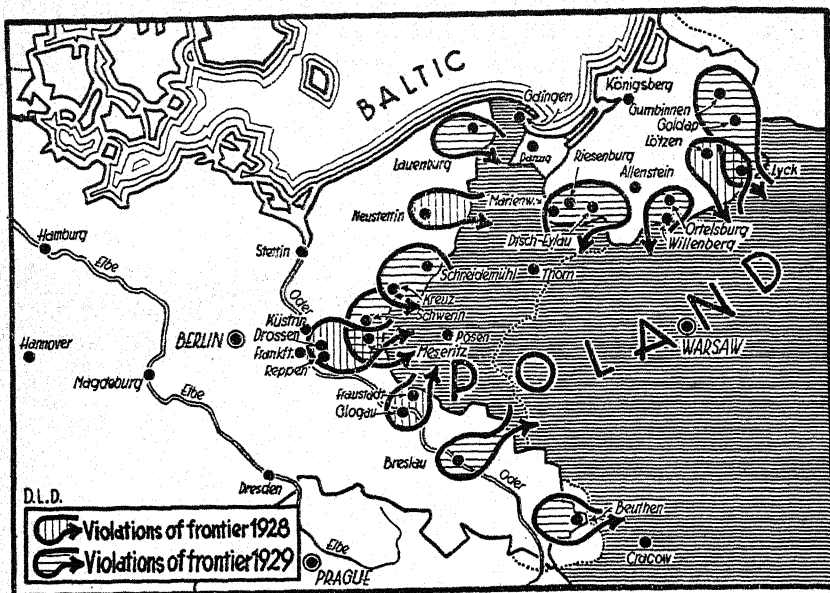 BALTIC
Königsberg
Gdingen
Gumbinnen
Goldap
Lötzen
Lauenburg
Danzig
Riesenburg
Allenstein
Lyck
Marienw.
Neustettin
Disch-Eylau
Ortelsburg
Willenberg
Hamburg
Stettin
Elbe
Schneidemühl
Thorn
Oder
Kreuz
Schwerin
Küstrin
Drossen
BERLIN
Hannover
Frankft.
Posen
WARSAW
Reppen
Meseritz
POLAND
Magdeburg
Elbe
Fraustadt
Glogau
Breslau
Oder
Dresden
D.L.D.
Beuthen
Violations of frontier 1928
Violations of frontier 1929
Elbe
Cracow
PRAGUE